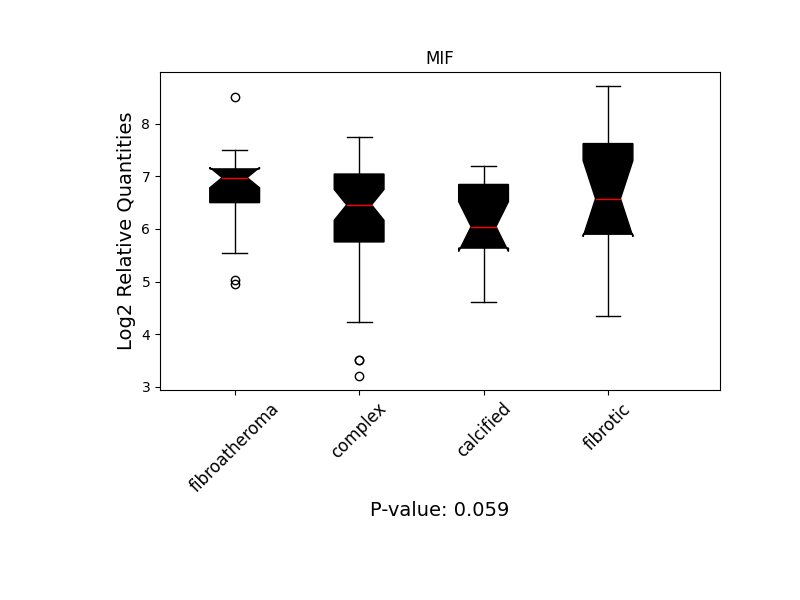 MIF
Log2 Relative Quantities
8
7
6
5
4
3
fibroatheroma
complex
calcified
fibrotic
P-value: 0.059